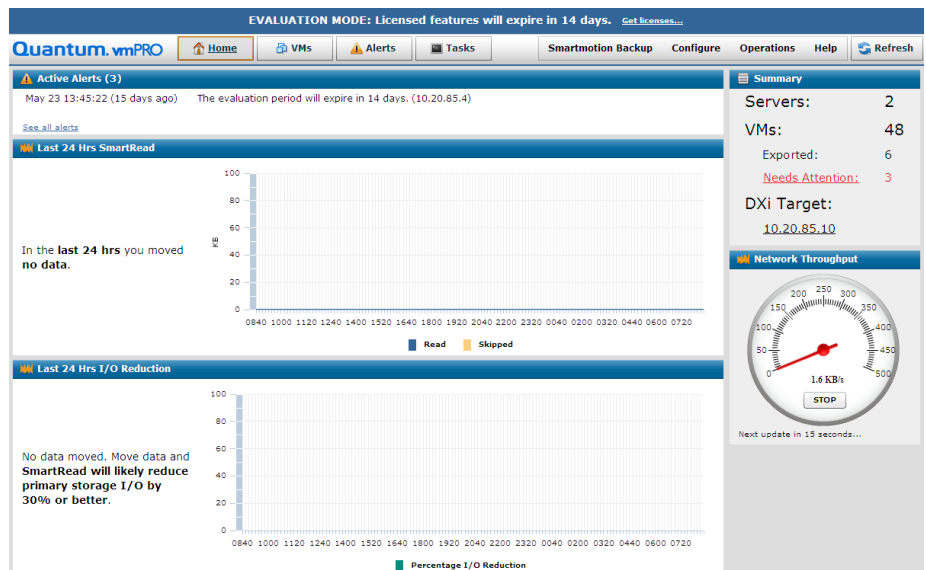 EVALUATION MODE: Licensed features will expire in 14 days. Get licenses...
Quantum. vmPRO Home VMs Alerts Tasks Smartmotion Backup Configure Operations Help Refresh
Active Alerts (3)
May 23 13:45:22 (15 days ago) The evaluation period will expire in 14 days. (10.20.85.4)
See all alerts
Last 24 Hrs SmartRead
In the last 24 hrs you moved
no data.
KB
100
80
60
40
20
0
0840 1000 1120 1240 1400 1520 1640 1800 1920 2040 2200 2320 0040 0200 0320 0440 0600 0720
Read Skipped
Last 24 Hrs I/O Reduction
No data moved. Move data and
SmartRead will likely reduce
primary storage I/O by
30% or better.
100
80
60
40
20
0
0840 1000 1120 1240 1400 1520 1640 1800 1920 2040 2200 2320 0040 0200 0320 0440 0600 0720
Percentage I/O Reduction
Summary
Servers: 2
VMs: 48
Exported: 6
Needs Attention: 3
DXi Target:
10.20.85.10
Network Throughput
0 50 100 150 200 250 300 350 400 450 500
1.6 KB/s
STOP
Next update in 15 seconds...